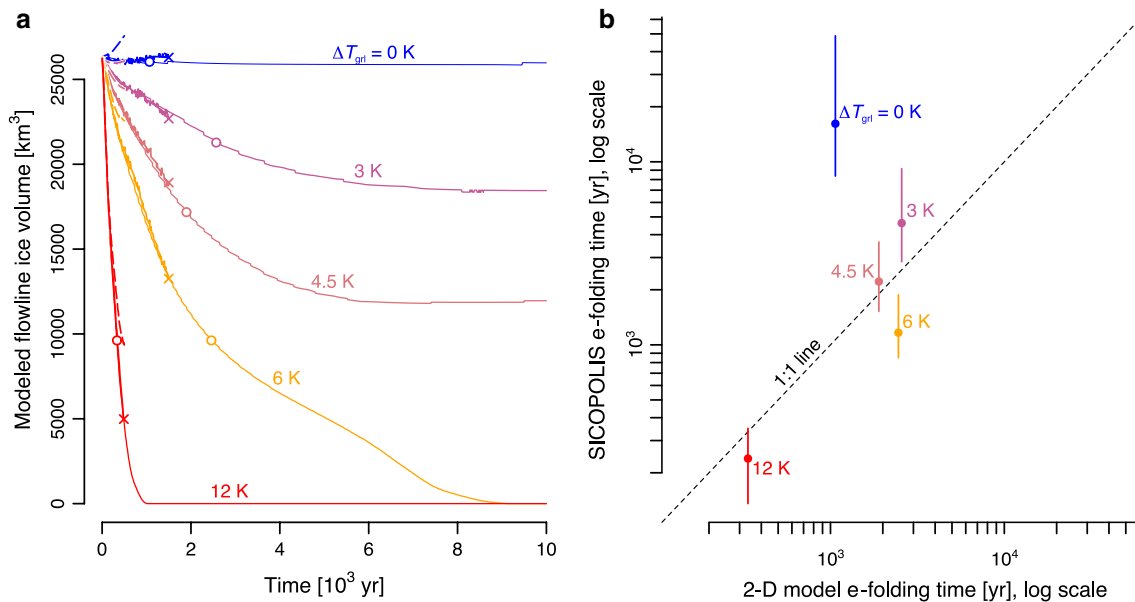 a
Modeled flowline ice volume [km³]
25000
20000
15000
10000
5000
0
ΔTgrl = 0 K
3 K
4.5 K
6 K
12 K
0 2 4 6 8 10
Time [10³ yr]
b
SICOPOLIS e-folding time [yr], log scale
10⁴
10³
ΔTgrl = 0 K
3 K
4.5 K
6 K
1:1 line
12 K
10³ 10⁴
2-D model e-folding time [yr], log scale